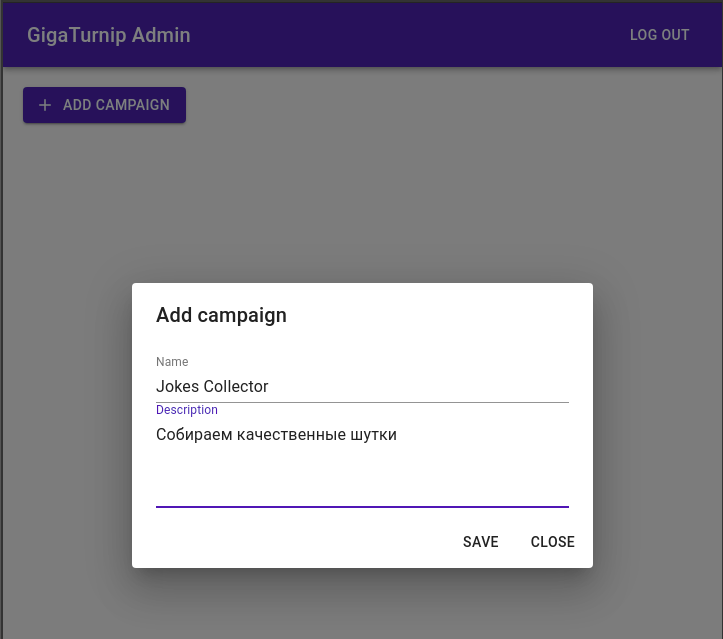 GigaTurnip Admin
LOG OUT
+ ADD CAMPAIGN
Add campaign
Name
Jokes Collector
Description
Собираем качественные шутки
SAVE
CLOSE